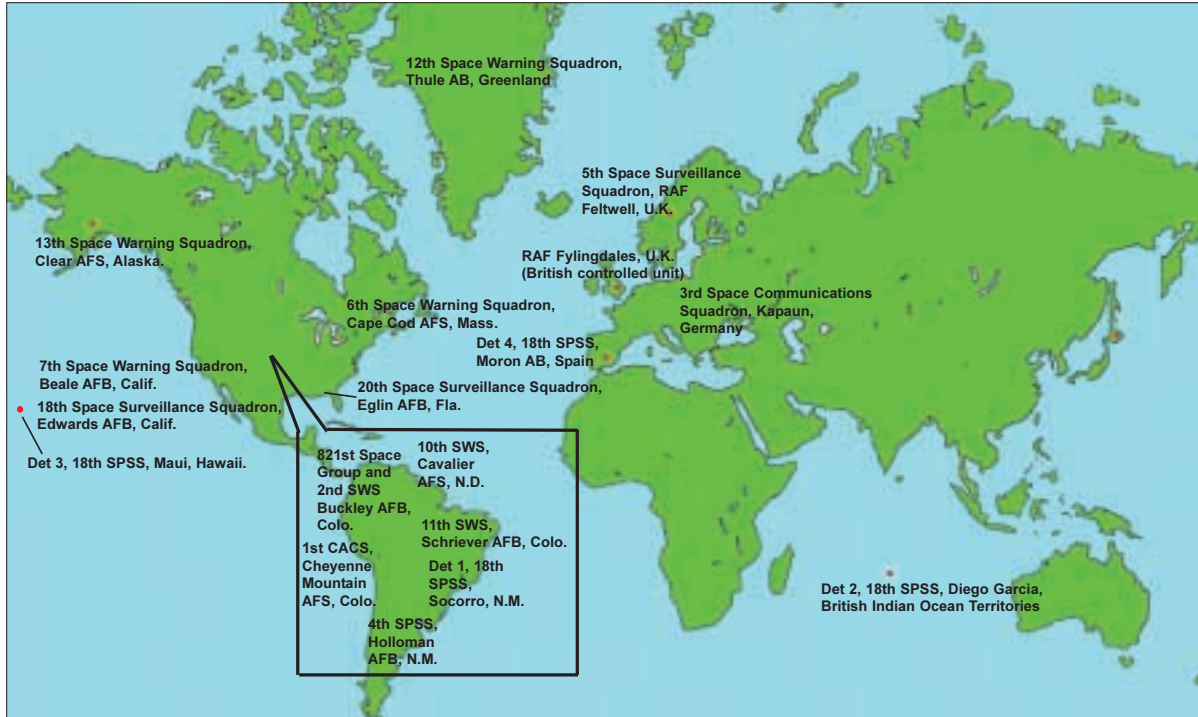 12th Space Warning Squadron,
Thule AB, Greenland
5th Space Surveillance
Squadron, RAF
Feltwell, U.K.
13th Space Warning Squadron,
Clear AFS, Alaska.
RAF Fylingdales, U.K.
(British controlled unit)
3rd Space Communications
Squadron, Kapaun,
Germany
6th Space Warning Squadron,
Cape Cod AFS, Mass.
Det 4, 18th SPSS,
Moron AB, Spain
7th Space Warning Squadron,
Beale AFB, Calif.
20th Space Surveillance Squadron,
Eglin AFB, Fla.
18th Space Surveillance Squadron,
Edwards AFB, Calif.
Det 3, 18th SPSS, Maui, Hawaii.
821st Space
Group and
2nd SWS
Buckley AFB,
Colo.
10th SWS,
Cavalier
AFS, N.D.
11th SWS,
Schriever AFB, Colo.
1st CACS,
Cheyenne
Mountain
AFS, Colo.
Det 1, 18th
SPSS,
Socorro, N.M.
4th SPSS,
Holloman
AFB, N.M.
Det 2, 18th SPSS, Diego Garcia,
British Indian Ocean Territories